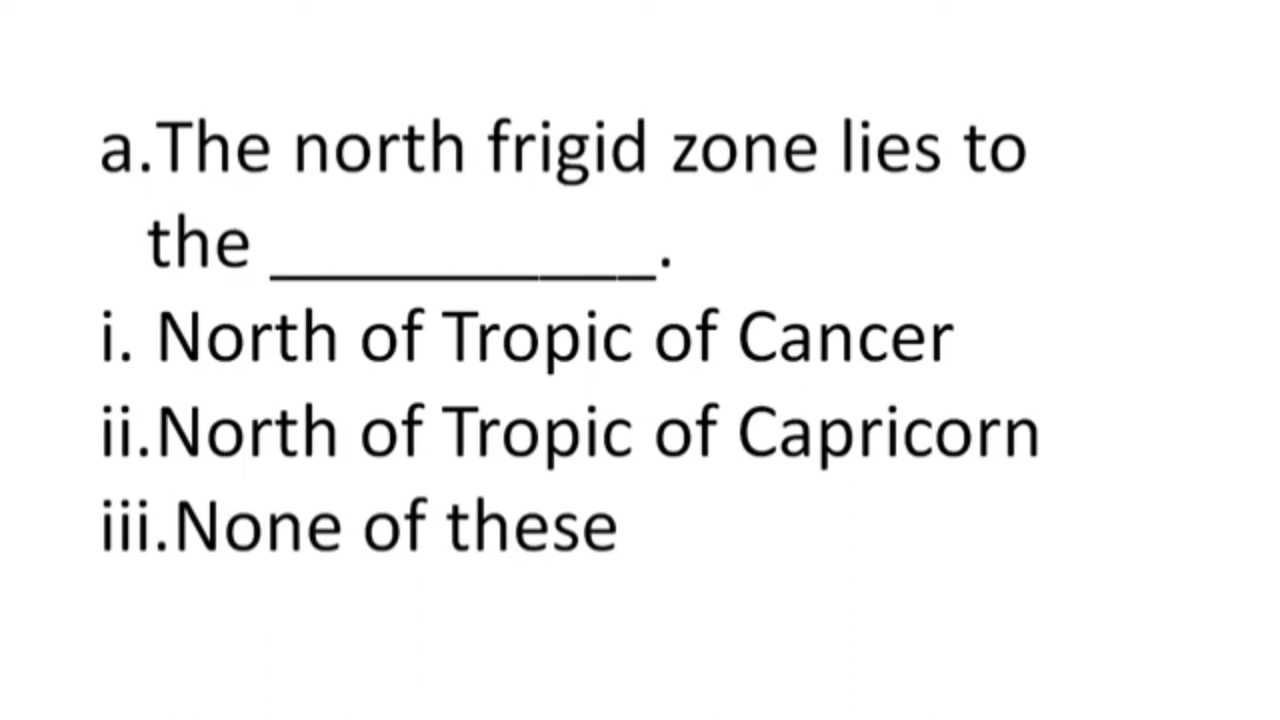 a.The north frigid zone lies to
the ___________.
i. North of Tropic of Cancer
ii.North of Tropic of Capricorn
iii.None of these